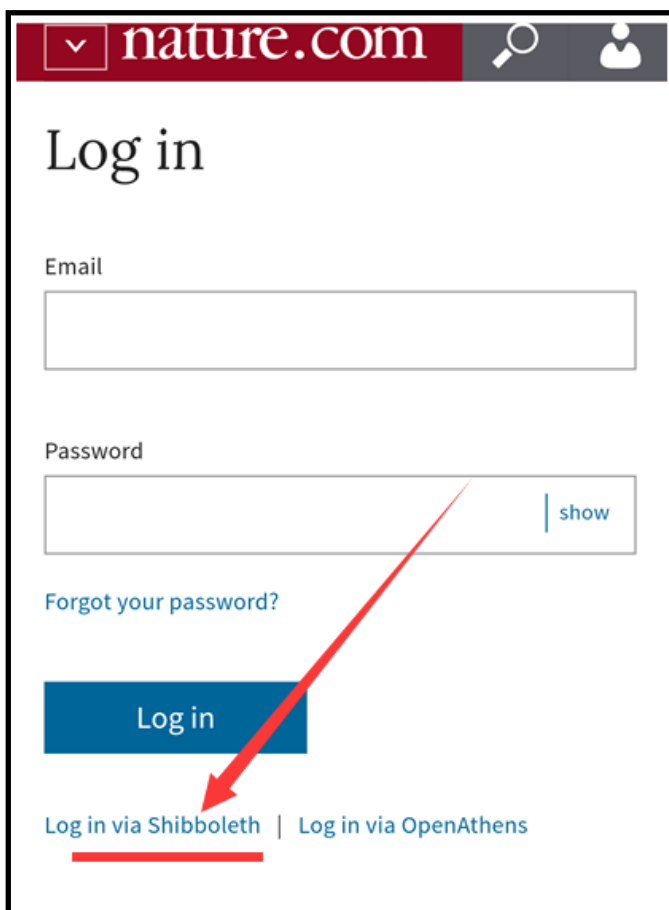 nature.com
Log in
Email
Password
show
Forgot your password?
Log in
Log in via Shibboleth | Log in via OpenAthens